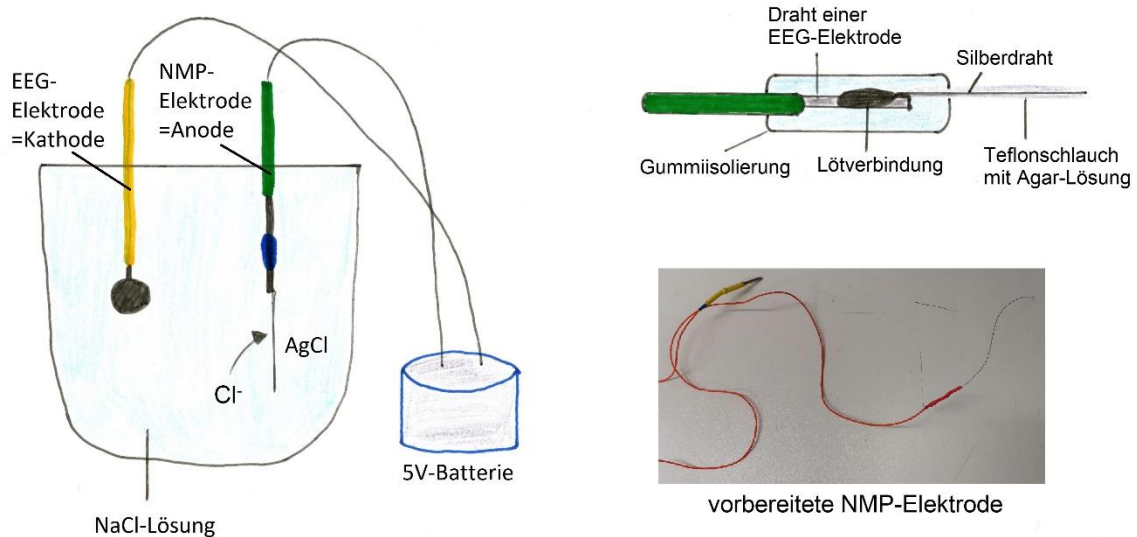 EEG-
Elektrode
=Kathode
NMP-
Elektrode
=Anode
AgCl
Cl⁻
5V-Batterie
NaCl-Lösung
Draht einer
EEG-Elektrode
Silberdraht
Gummiisolierung
Lötverbindung
Teflonschlauch
mit Agar-Lösung
vorbereitete NMP-Elektrode